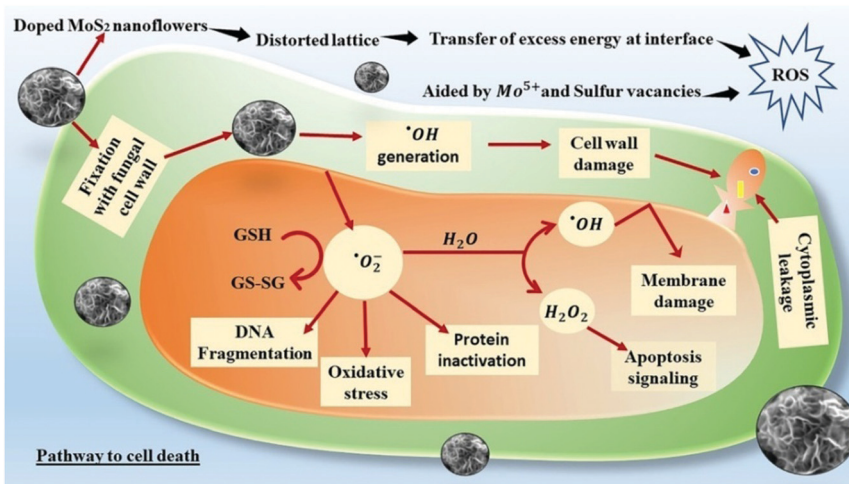 Doped MoS₂ nanoflowers
Distorted lattice
Transfer of excess energy at interface
ROS
Aided by Mo⁵⁺ and Sulfur vacancies
Fixation
with fungal
cell wall
•OH
generation
Cell wall
damage
Cytoplasmic
leakage
GSH
GS-SG
•O₂⁻
H₂O
•OH
H₂O₂
Membrane
damage
DNA
Fragmentation
Oxidative
stress
Protein
inactivation
Apoptosis
signaling
Pathway to cell death